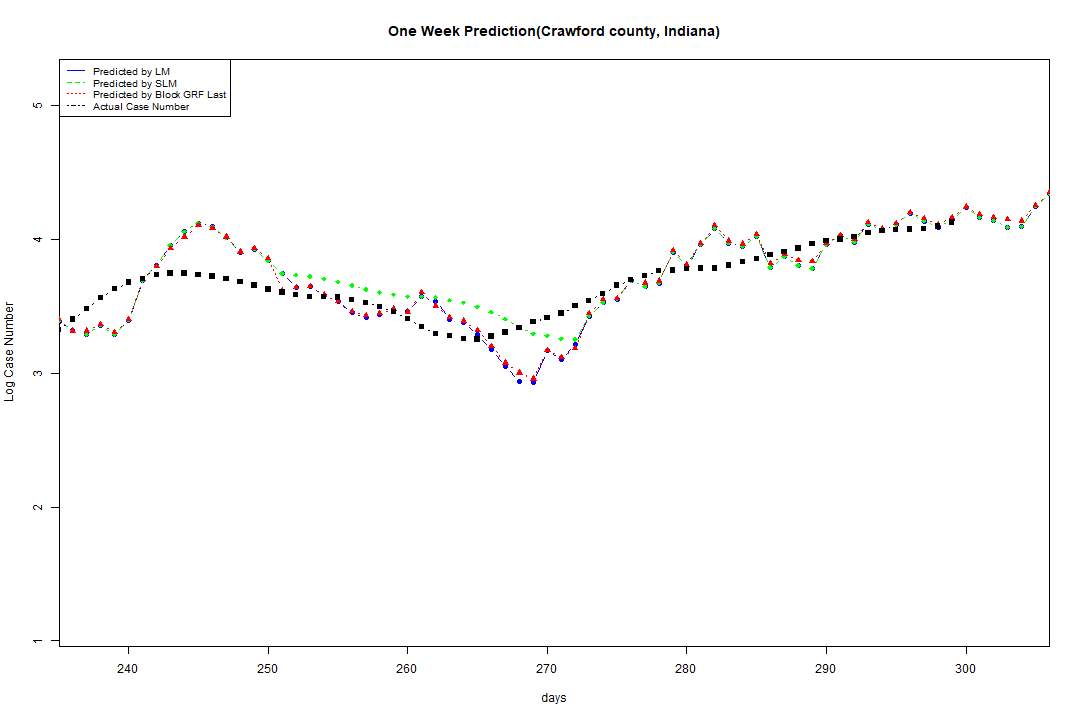 One Week Prediction(Crawford county, Indiana)
Predicted by LM
Predicted by SLM
Predicted by Block GRF Last
Actual Case Number
5
4
3
2
1
Log Case Number
240 250 260 270 280 290 300
days